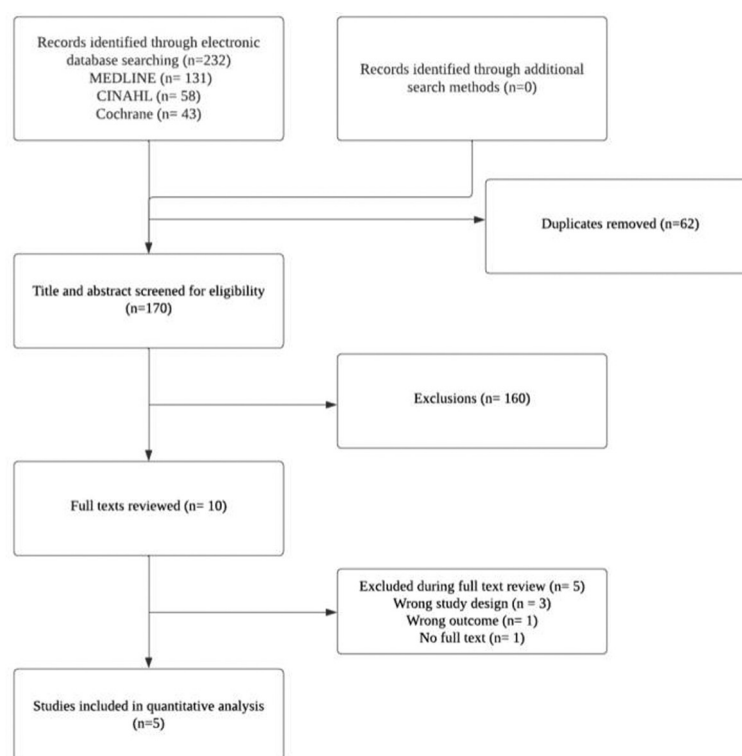 Records identified through electronic
database searching (n=232)
MEDLINE (n= 131)
CINAHL (n= 58)
Cochrane (n= 43)
Records identified through additional
search methods (n=0)
Duplicates removed (n=62)
Title and abstract screened for eligibility
(n=170)
Exclusions (n= 160)
Full texts reviewed (n= 10)
Excluded during full text review (n= 5)
Wrong study design (n = 3)
Wrong outcome (n= 1)
No full text (n= 1)
Studies included in quantitative analysis
(n=5)